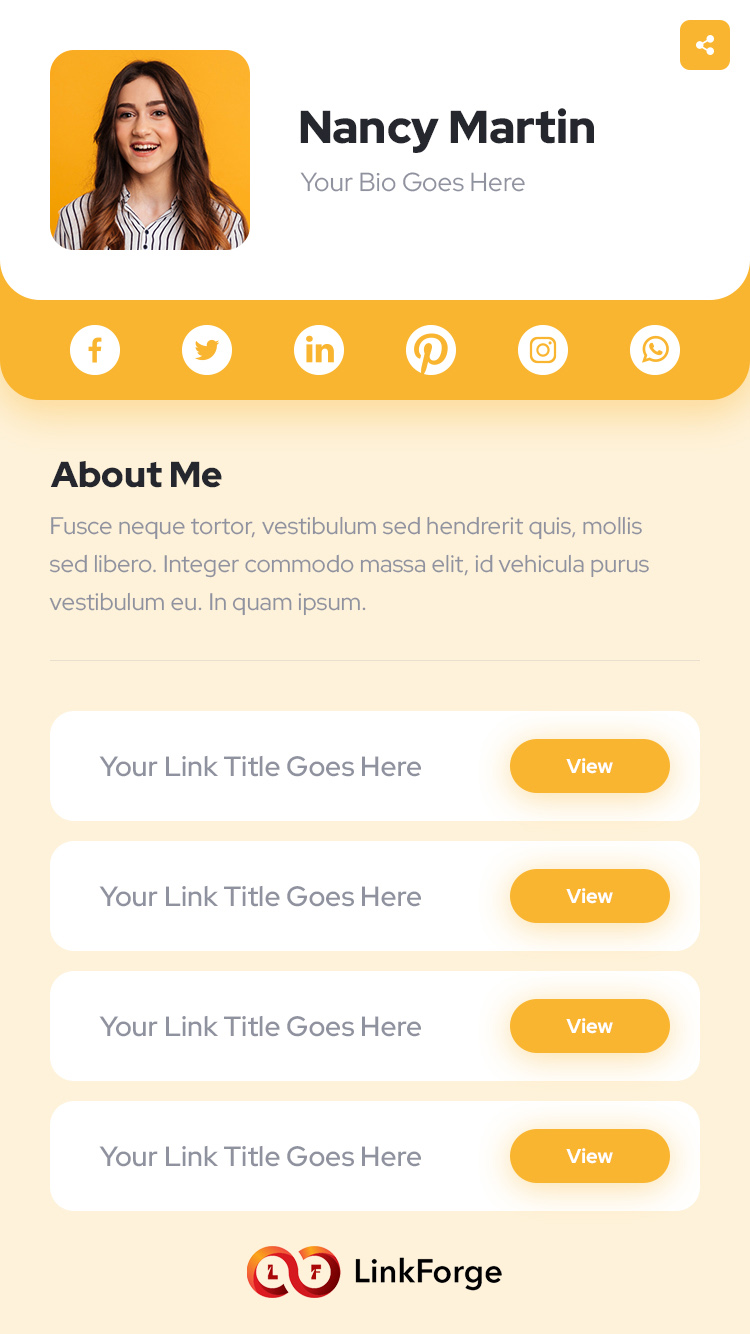 Nancy Martin
Your Bio Goes Here
About Me
Fusce neque tortor, vestibulum sed hendrerit quis, mollis
sed libero. Integer commodo massa elit, id vehicula purus
vestibulum eu. In quam ipsum.
Your Link Title Goes Here View
Your Link Title Goes Here View
Your Link Title Goes Here View
Your Link Title Goes Here View
L F LinkForge